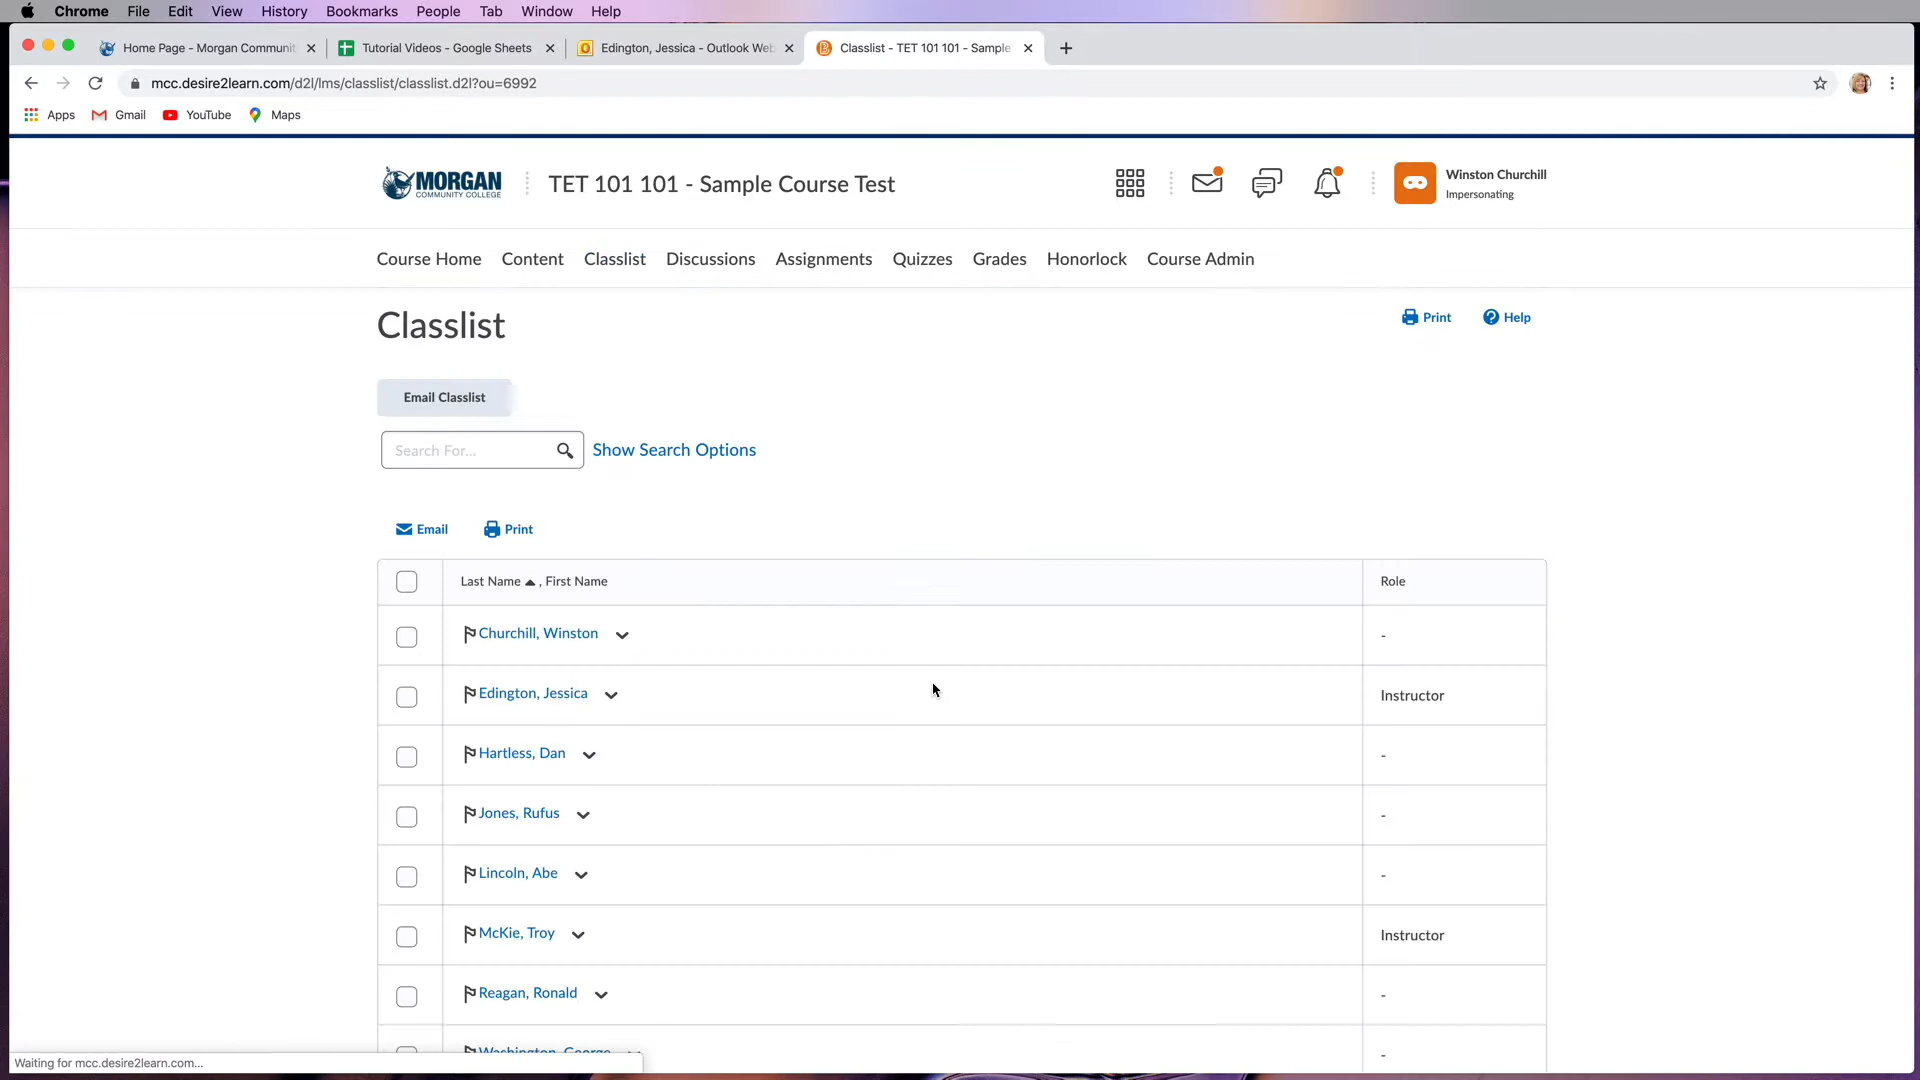 Chrome File Edit View History Bookmarks People Tab Window Help
Home Page - Morgan Communit
Tutorial Videos - Google Sheets
Edington, Jessica - Outlook Web
Classlist - TET 101 101 - Sample
mcc.desire2learn.com/d2l/lms/classlist/classlist.d2l?ou=6992
Apps Gmail YouTube Maps
MORGAN
COMMUNITY COLLEGE
TET 101 101 - Sample Course Test
Winston Churchill
Impersonating
Course Home Content Classlist Discussions Assignments Quizzes Grades Honorlock Course Admin
Classlist
Print Help
Email Classlist
Search For...
Show Search Options
Email Print
Last Name , First Name Role
Churchill, Winston -
Edington, Jessica Instructor
Hartless, Dan -
Jones, Rufus -
Lincoln, Abe -
McKie, Troy Instructor
Reagan, Ronald -
Washington, George -
Waiting for mcc.desire2learn.com...